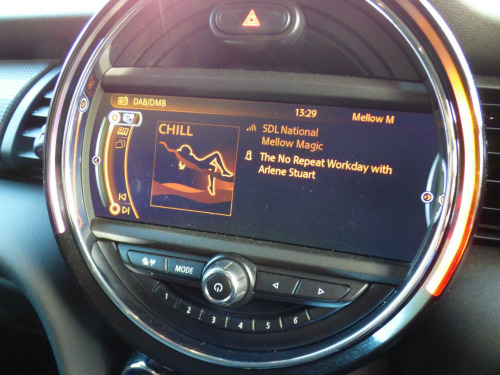 DAB/DMB
13:29
Mellow M
CHILL
SDL National
Mellow Magic
The No Repeat Workday with
Arlene Stuart
MODE
1 2 3 4 5 6